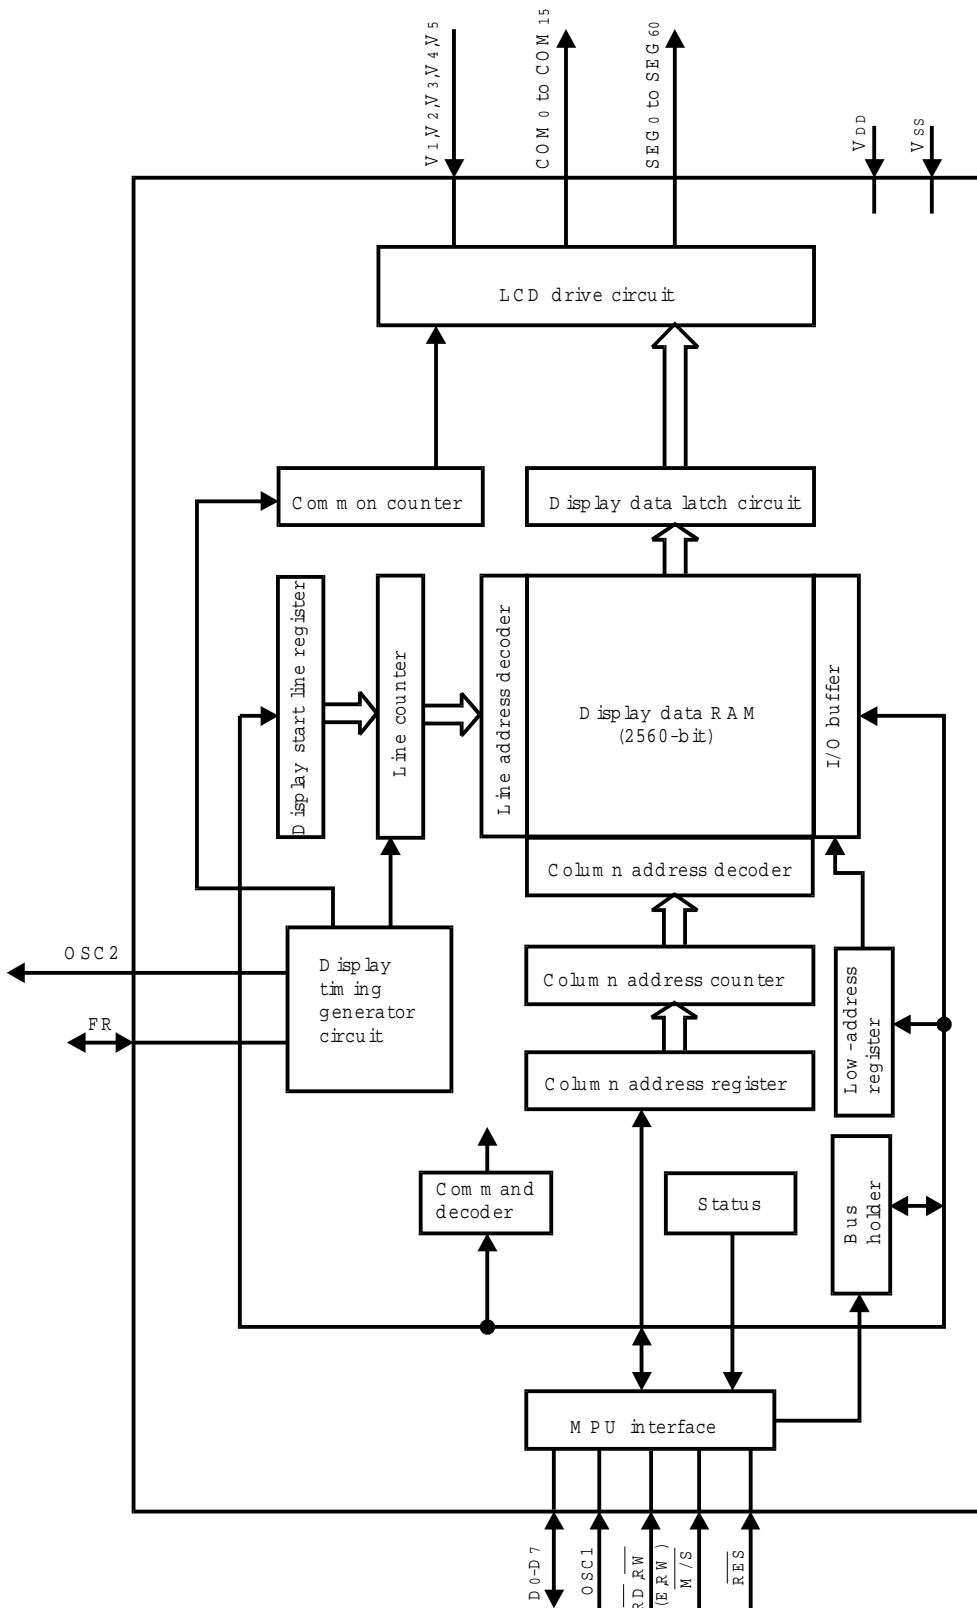 V1,V2,V3,V4,V5
COM0 to COM15
SEG0 to SEG60
VDD
VSS
LCD drive circuit
Common counter
Display data latch circuit
Display start line register
Line counter
Line address decoder
Display data RAM
(2560-bit)
I/O buffer
Column address decoder
OSC2
FR
Display
timing
generator
circuit
Column address counter
Column address register
Low-address
register
Command
decoder
Status
Bus
holder
MPU interface
D0-D7
OSC1
RD,RW
(E,RW)
M/S
RES